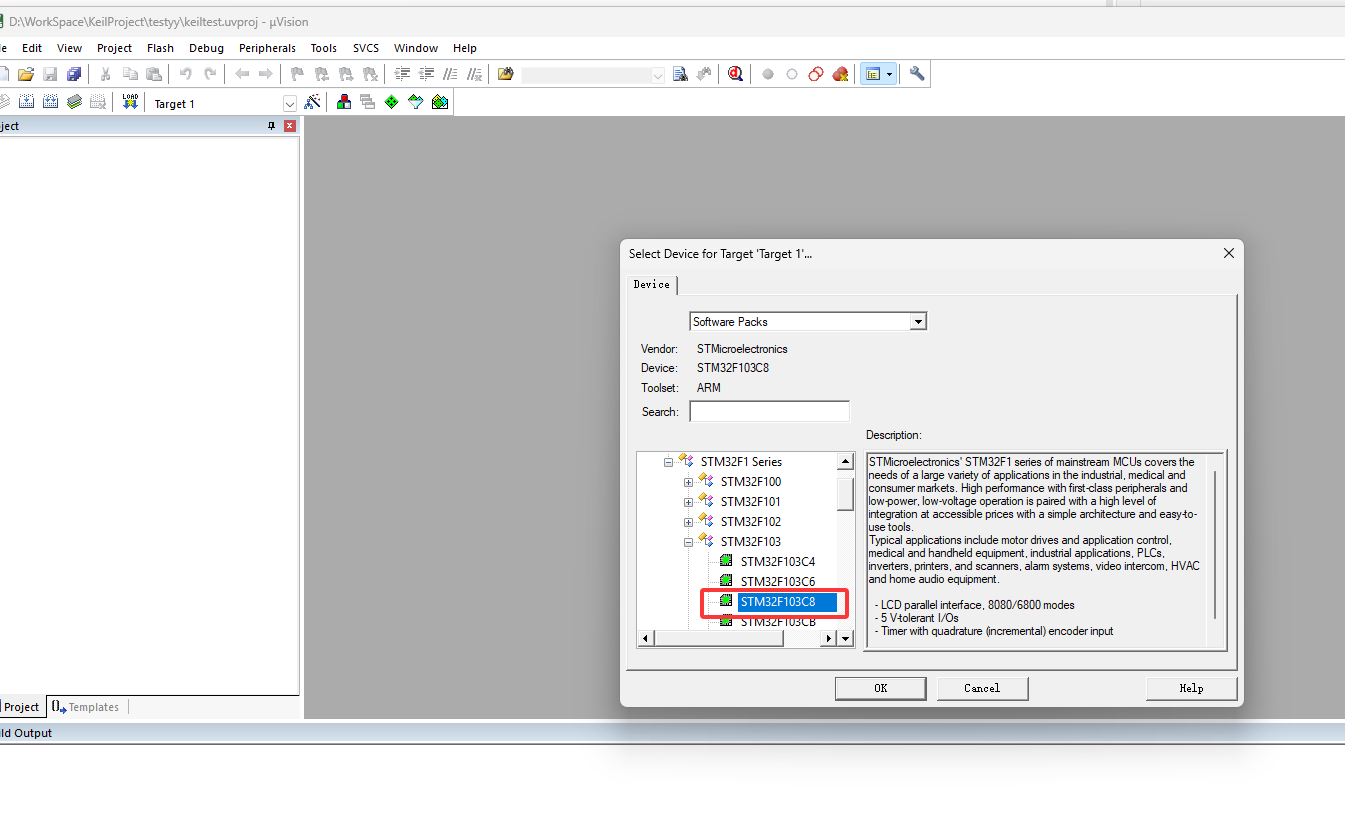 D:\WorkSpace\KeilProject\testyy\keiltest.uvproj - µVision
Edit View Project Flash Debug Peripherals Tools SVCS Window Help
LOAD
Target 1
Select Device for Target 'Target 1'...
Device
Software Packs
Vendor: STMicroelectronics
Device: STM32F103C8
Toolset: ARM
Search:
STM32F1 Series
STM32F100
STM32F101
STM32F102
STM32F103
STM32F103C4
STM32F103C6
STM32F103C8
STM32F103CB
Description:
STMicroelectronics' STM32F1 series of mainstream MCUs covers the
needs of a large variety of applications in the industrial, medical and
consumer markets. High performance with first-class peripherals and
low-power, low-voltage operation is paired with a high level of
integration at accessible prices with a simple architecture and easy-to-
use tools.
Typical applications include motor drives and application control,
medical and handheld equipment, industrial applications, PLCs,
inverters, printers, and scanners, alarm systems, video intercom, HVAC
and home audio equipment.
- LCD parallel interface, 8080/6800 modes
- 5 V-tolerant I/Os
- Timer with quadrature (incremental) encoder input
OK Cancel Help
Project Templates
ld Output